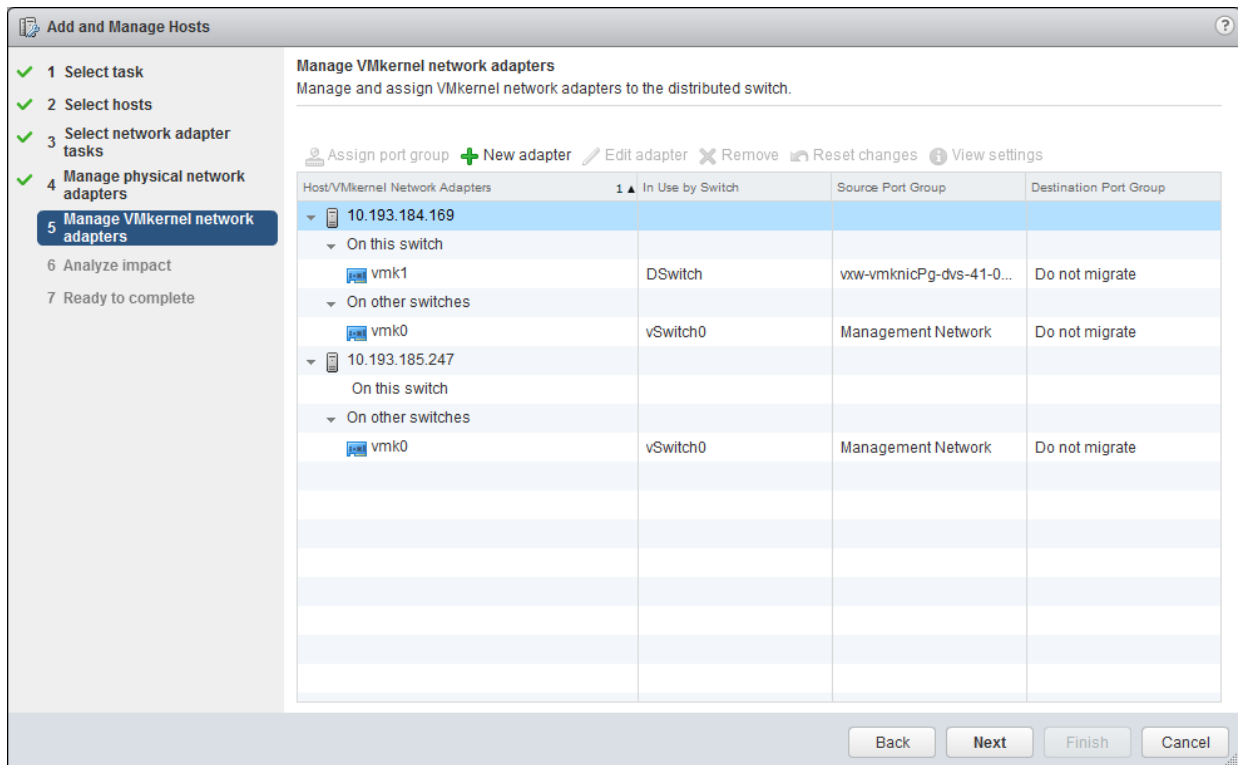 Add and Manage Hosts
?
1 Select task
2 Select hosts
3 Select network adapter
tasks
4 Manage physical network
adapters
5 Manage VMkernel network
adapters
6 Analyze impact
7 Ready to complete
Manage VMkernel network adapters
Manage and assign VMkernel network adapters to the distributed switch.
Assign port group New adapter Edit adapter Remove Reset changes View settings
Host/VMkernel Network Adapters 1 ▲ In Use by Switch Source Port Group Destination Port Group
10.193.184.169
On this switch
vmk1 DSwitch vxw-vmknicPg-dvs-41-0... Do not migrate
On other switches
vmk0 vSwitch0 Management Network Do not migrate
10.193.185.247
On this switch
On other switches
vmk0 vSwitch0 Management Network Do not migrate
Back Next Finish Cancel